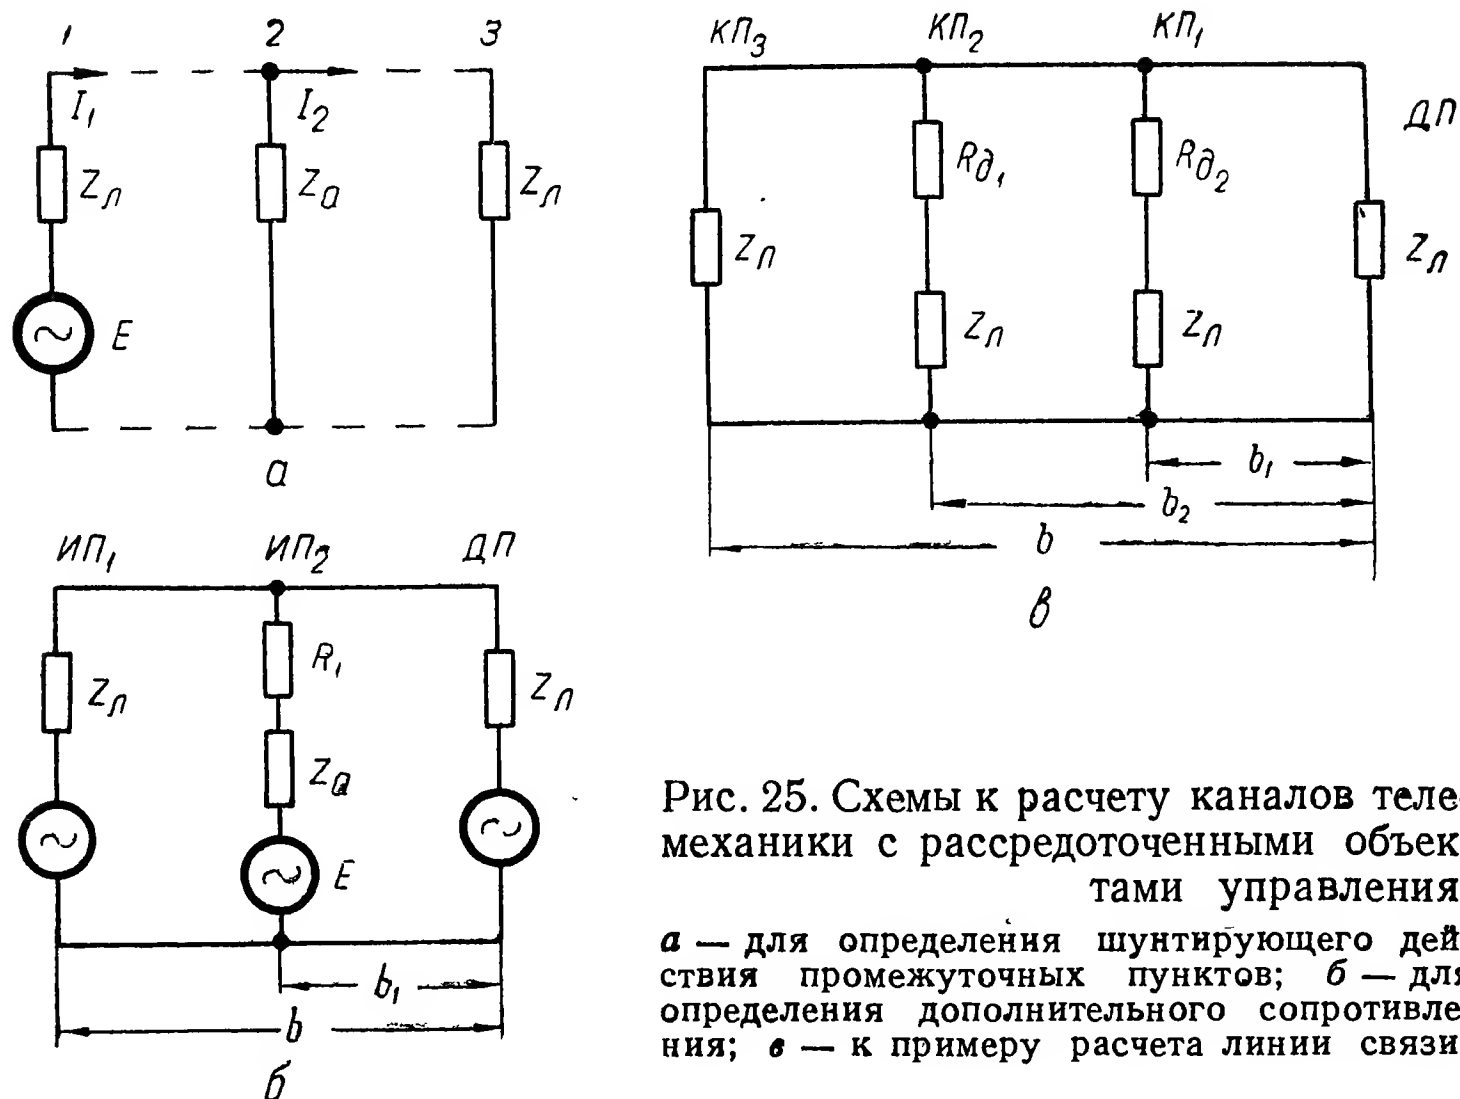 1 2 3
I₁ I₂
Zл Zа Zл
E
а
ИП₁ ИП₂ ДП
R₁
Zл Zа Zл
E
b₁
b
б
КП₃ КП₂ КП₁
ДП
Rд₁ Rд₂
Zл Zл Zл Zл
b₁
b₂
b
в
Рис. 25. Схемы к расчету каналов теле-
механики с рассредоточенными объек
тами управления
а — для определения шунтирующего дей
ствия промежуточных пунктов; б — для
определения дополнительного сопротивле
ния; в — к примеру расчета линии связи